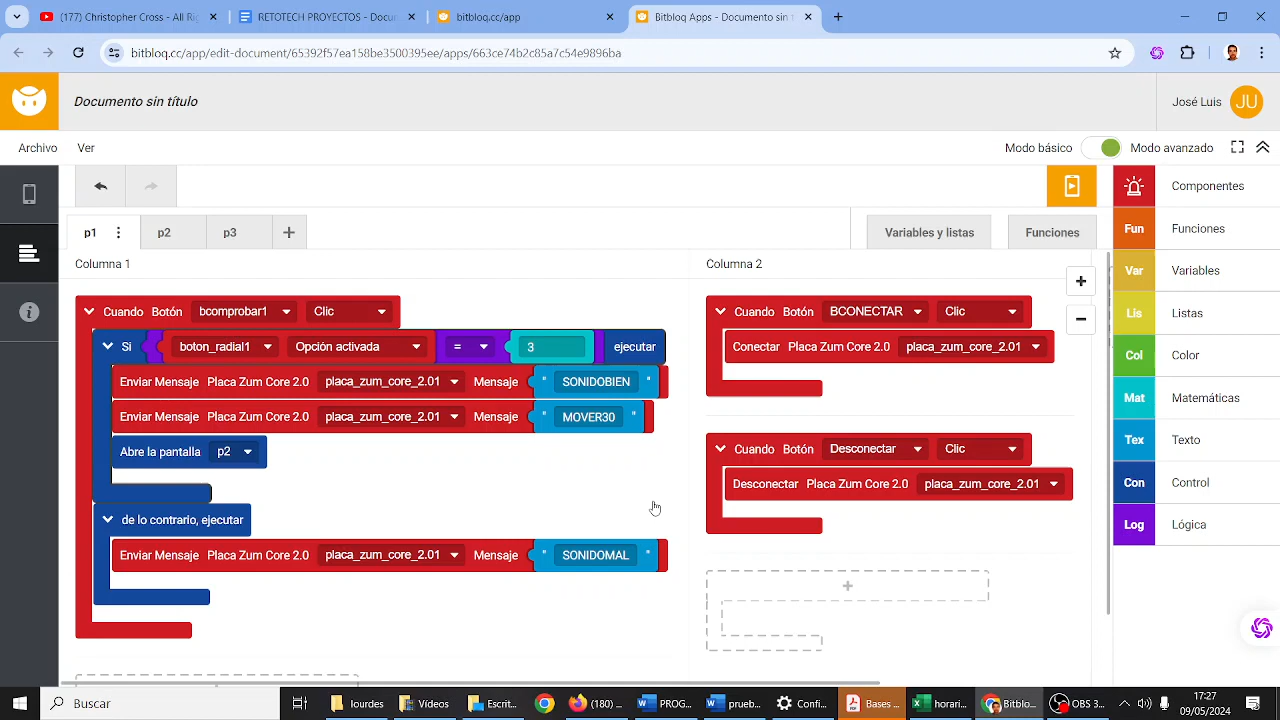 (177) Christopher - All Ri
PROYECTOS - Docu
bitbloq.cc/app
Bitbloq Apps - Documento sin t
bitbloq.cc/app/edit-document/65392f57ea158be3500395ee/apps/663ce74b2c85a7c54e9896ba
Documento sin título
José Luis
JU
Archivo
Ver
Modo básico
Modo avanzado
p1
p2
p3
+
Variables y listas
Funciones
Columna 1
Columna 2
Cuando Botón bcomprobar1 Clic
Si boton_radial1 Opción activada = 3 ejecutar
Enviar Mensaje Placa Zum Core 2.0 placa_zum_core_2.01 Mensaje " SONIDOBIEN "
Enviar Mensaje Placa Zum Core 2.0 placa_zum_core_2.01 Mensaje " MOVER30 "
abre la pantalla p2
de lo contrario, ejecutar
Enviar Mensaje Placa Zum Core 2.0 placa_zum_core_2.01 Mensaje " SONIDOMAL "
Cuando Botón BCONECTAR Clic
Conectar Placa Zum Core 2.0 placa_zum_core_2.01
Cuando Botón Desconectar Clic
Desconectar Placa Zum Core 2.0 placa_zum_core_2.01
+
+
−
Componentes
Fun Funciones
Var Variables
Lis Listas
Col Color
Mat Matemáticas
Tex Texto
Con Control
Log Lógica
Buscar
fourdes
Videos
Escrito...
(180 ...
PROG...
prueb...
Confi...
Bases ...
horari...
Bitblo...
OBS 3...
17:27
09/05/2024